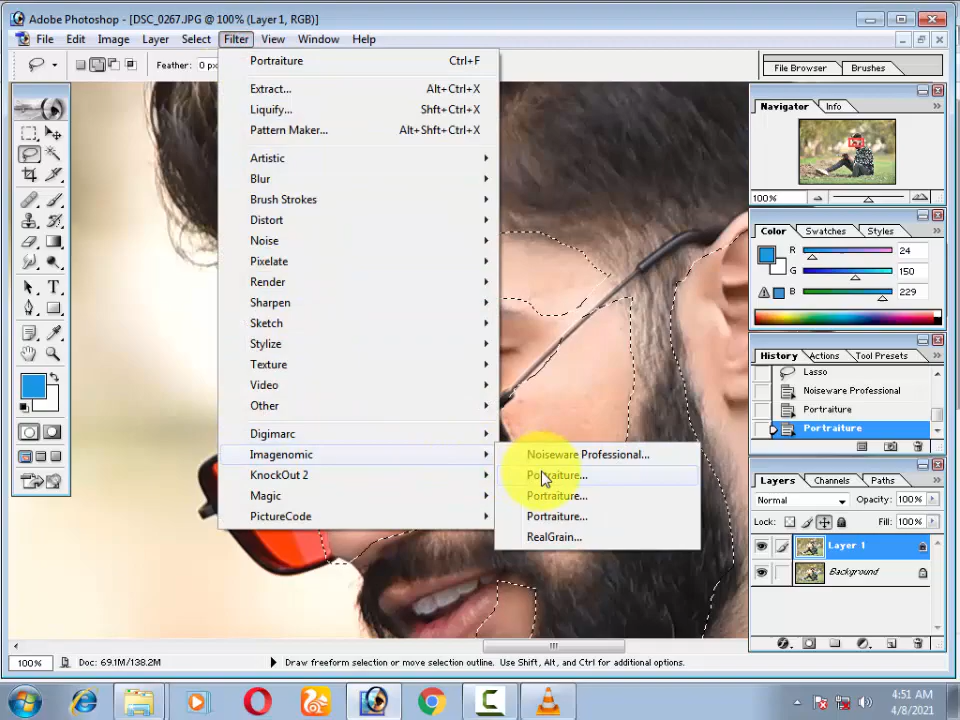 Adobe Photoshop - [DSC_0267.JPG @ 100% (Layer 1, RGB)]
File Edit Image Layer Select Filter View Window Help
Feather: 0 px
File Browser Brushes
Portraiture Ctrl+F
Extract... Alt+Ctrl+X
Liquify... Shft+Ctrl+X
Pattern Maker... Alt+Shft+Ctrl+X
Artistic
Blur
Brush Strokes
Distort
Noise
Pixelate
Render
Sharpen
Sketch
Stylize
Texture
Video
Other
Digimarc
Imagenomic
KnockOut 2
Magic
PictureCode
Noiseware Professional...
Portraiture...
Portraiture...
Portraiture...
RealGrain...
Navigator Info
100%
Color Swatches Styles
R 24
G 150
B 229
History Actions Tool Presets
Lasso
Noiseware Professional
Portraiture
Portraiture
Layers Channels Paths
Normal Opacity: 100%
Lock: Fill: 100%
Layer 1
Background
100% Doc: 69.1M/138.2M Draw freeform selection or move selection outline. Use Shift, Alt, and Ctrl for additional options.
4:51 AM
4/8/2021